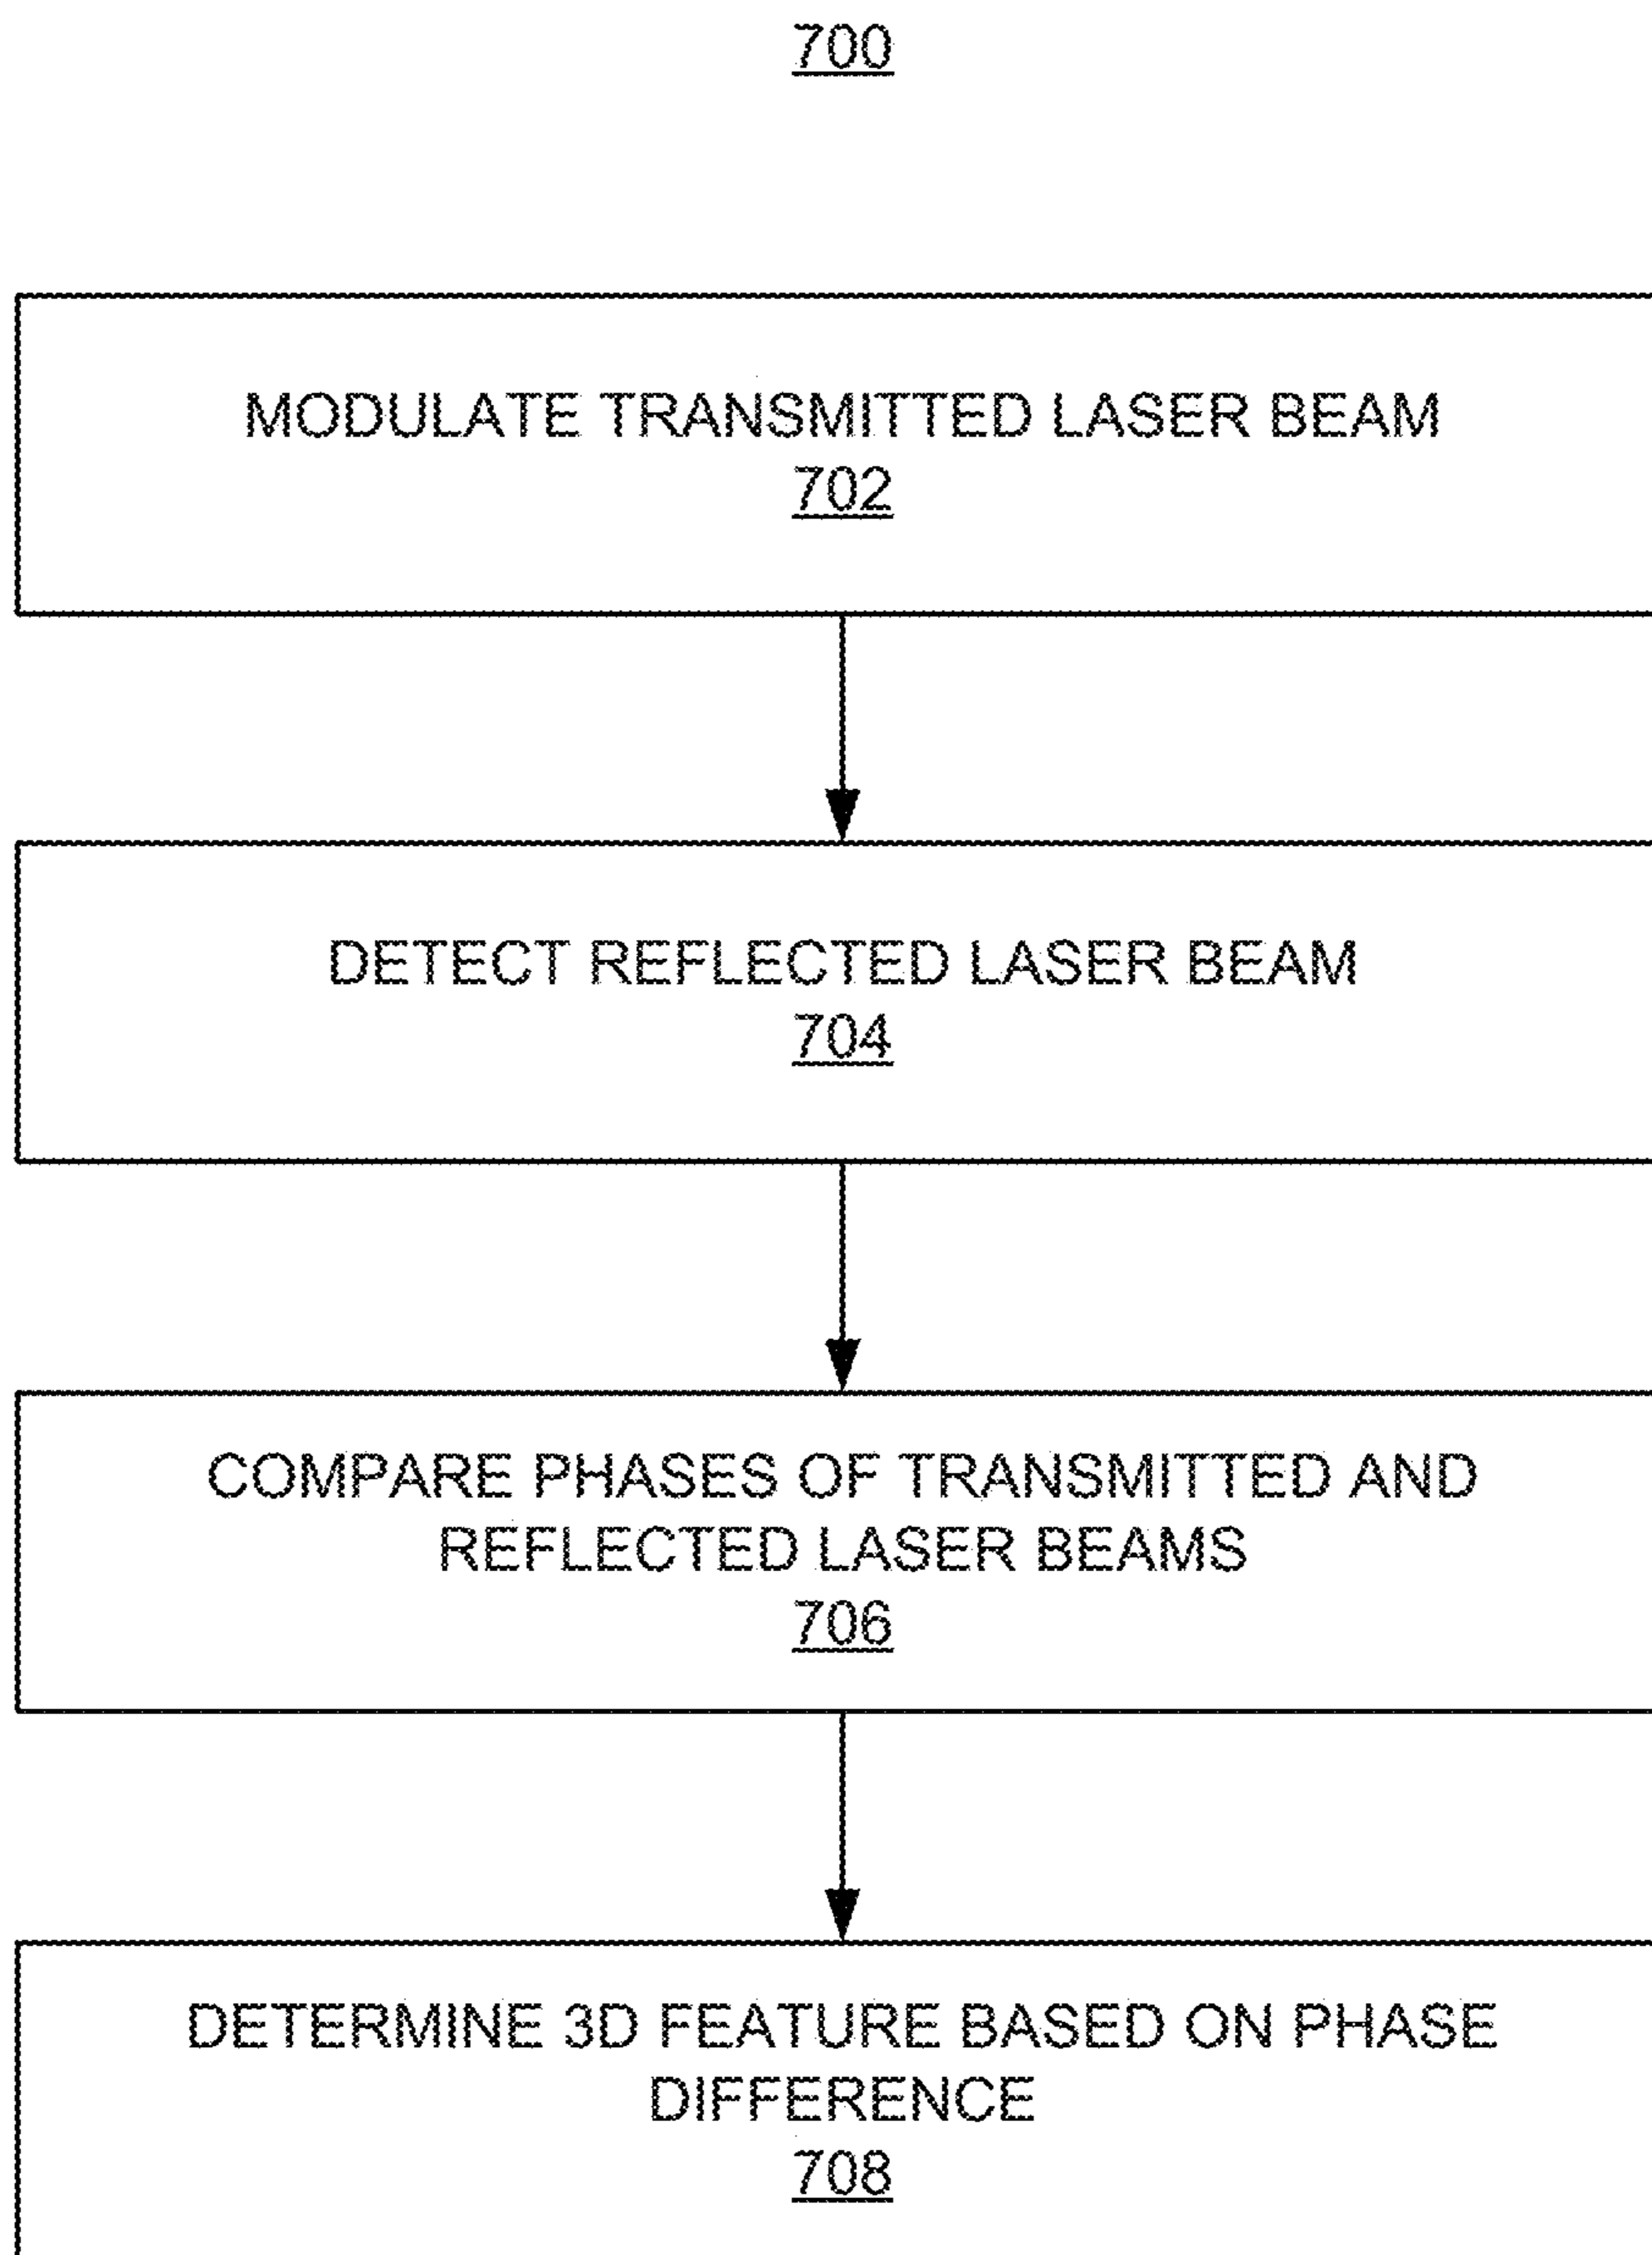 700
MODULATE TRANSMITTED LASER BEAM
702
DETECT REFLECTED LASER BEAM
704
COMPARE PHASES OF TRANSMITTED AND
REFLECTED LASER BEAMS
706
DETERMINE 3D FEATURE BASED ON PHASE
DIFFERENCE
708